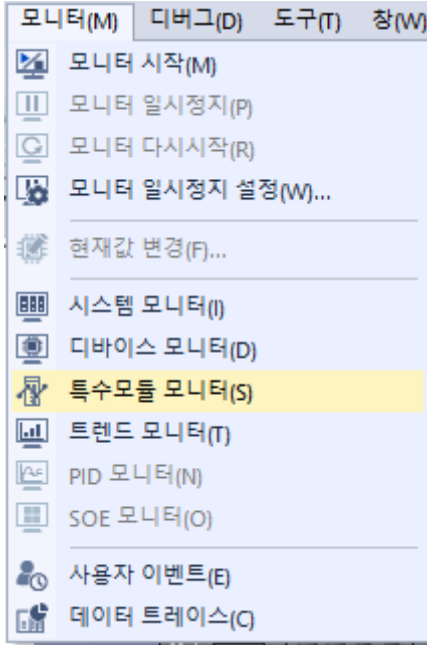 모니터(M) 디버그(D) 도구(T) 창(W)
모니터 시작(M)
모니터 일시정지(P)
모니터 다시시작(R)
모니터 일시정지 설정(W)...
현재값 변경(F)...
시스템 모니터(I)
디바이스 모니터(D)
특수모듈 모니터(S)
트렌드 모니터(T)
PID 모니터(N)
SOE 모니터(O)
사용자 이벤트(E)
데이터 트레이스(C)